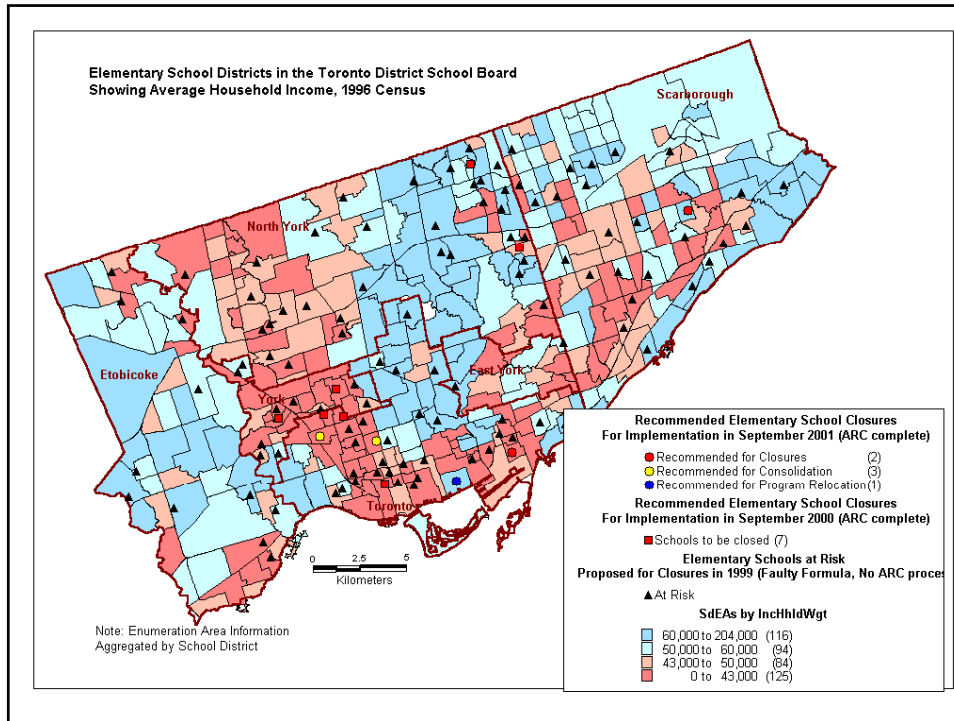 Elementary School Districts in the Toronto District School Board
Showing Average Household Income, 1996 Census
Scarborough
North York
Etobicoke
East York
York
Toronto
0 2.5 5
Kilometers
Note: Enumeration Area Information
Aggregated by School District
Recommended Elementary School Closures
For Implementation in September 2001 (ARC complete)
Recommended for Closures (2)
Recommended for Consolidation (3)
Recommended for Program Relocation (1)
Recommended Elementary School Closures
For Implementation in September 2000 (ARC complete)
Schools to be closed (7)
Elementary Schools at Risk
Proposed for Closures in 1999 (Faulty Formula, No ARC proces
At Risk
SdEAs by IncHhldWgt
60,000 to 204,000 (116)
50,000 to 60,000 (94)
43,000 to 50,000 (84)
0 to 43,000 (125)